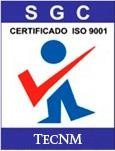 SGC
CERTIFICADO ISO 9001
TECNM